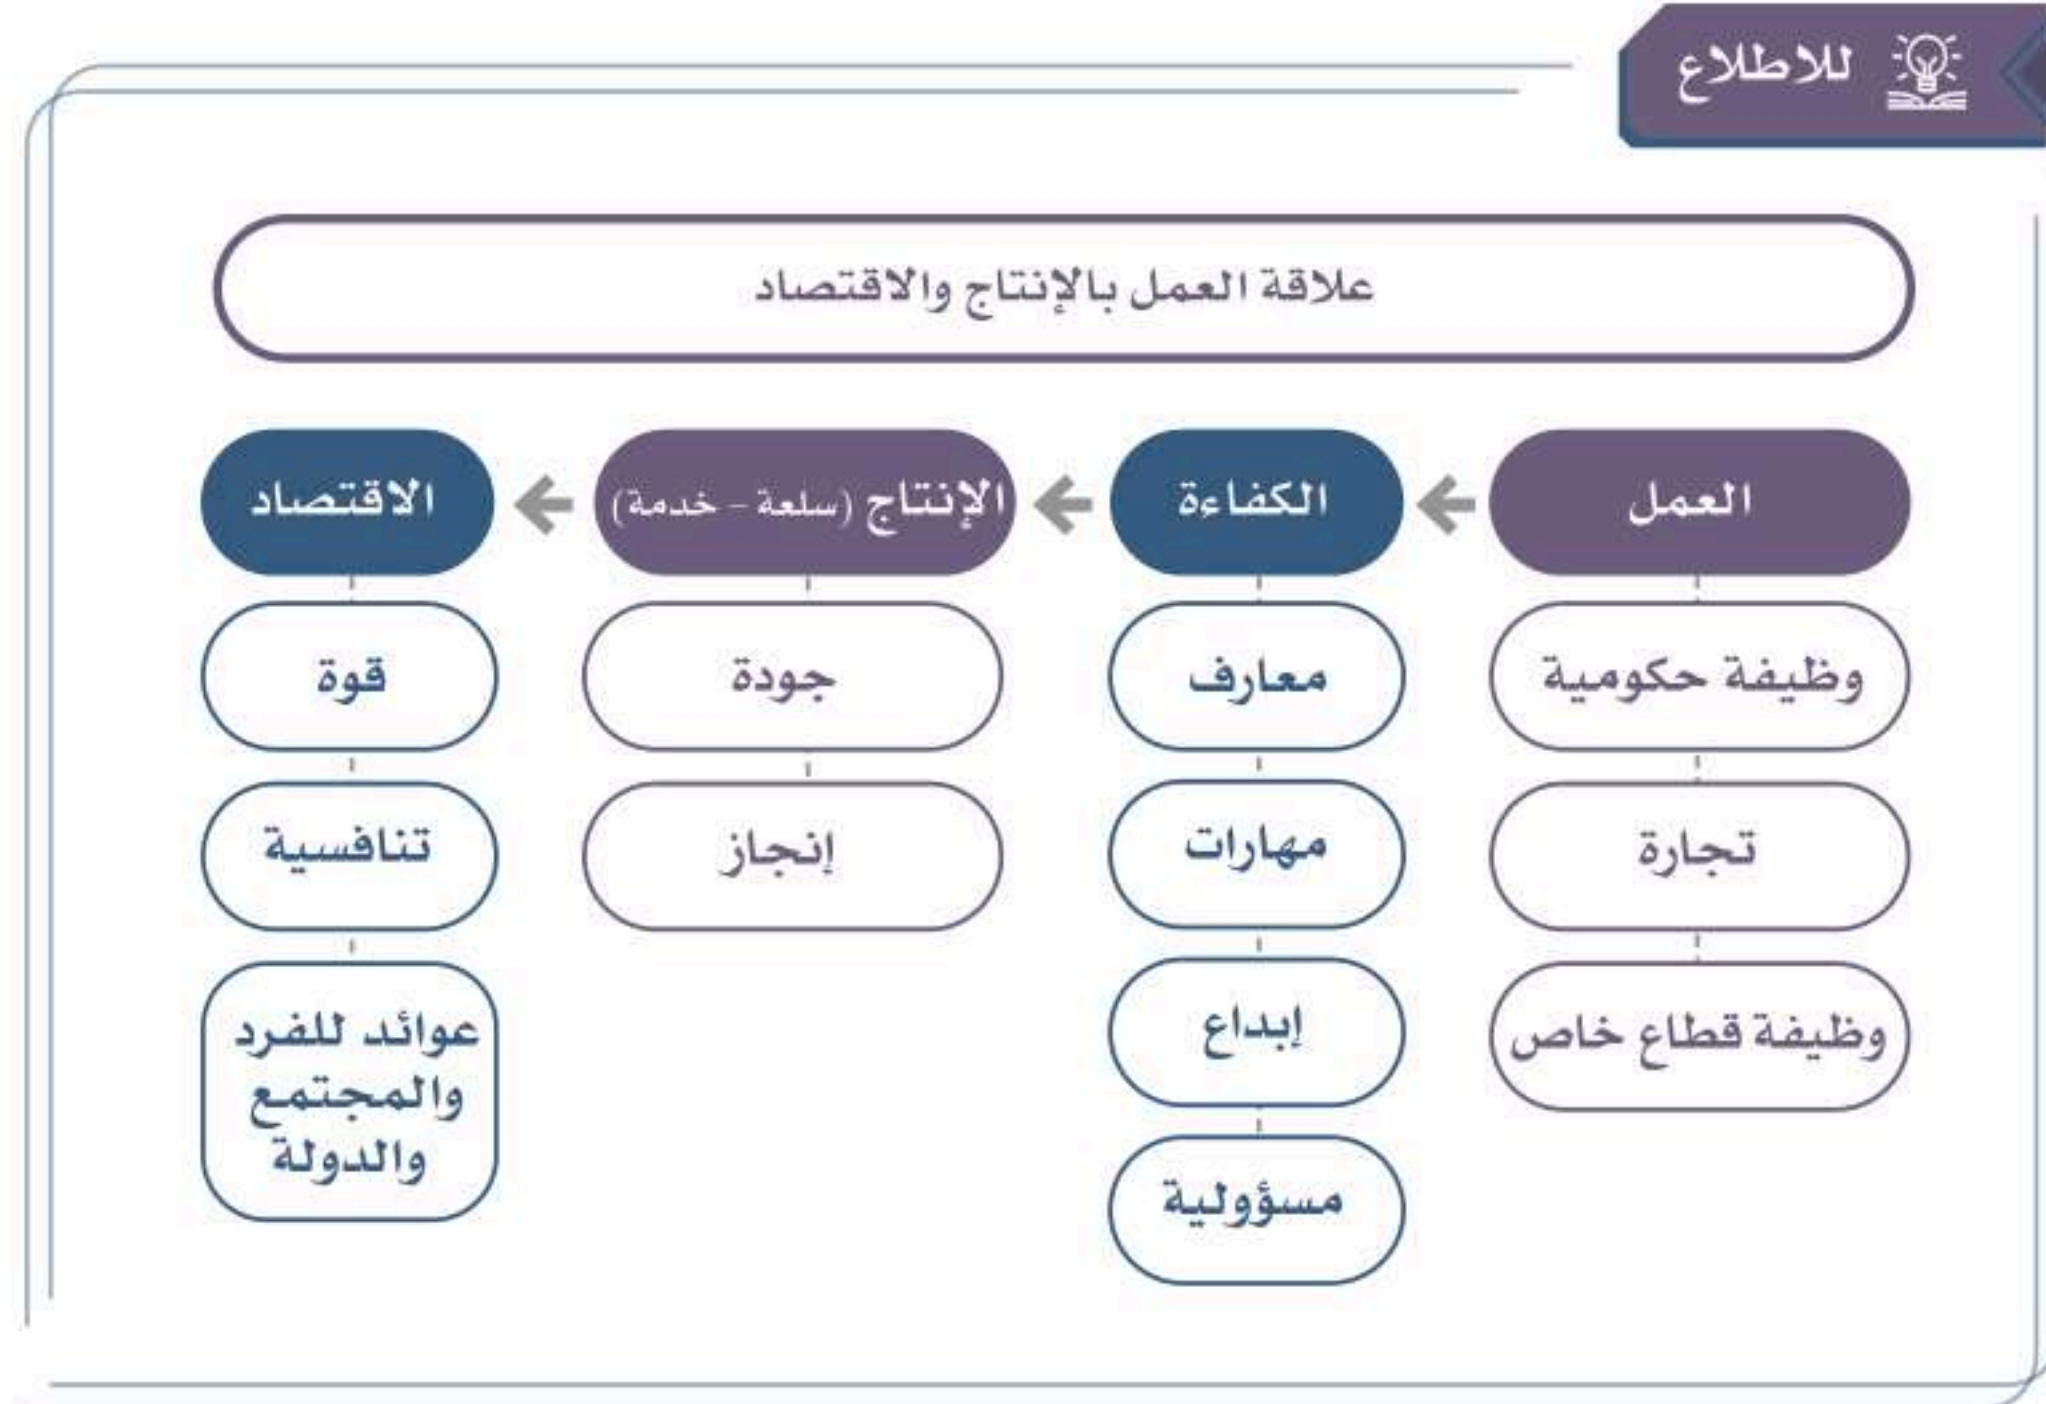 للاطلاع
علاقة العمل بالإنتاج والاقتصاد
العمل
الكفاءة
الإنتاج (سلعة - خدمة)
الاقتصاد
وظيفة حكومية
معارف
جودة
قوة
تجارة
مهارات
إنجاز
تنافسية
وظيفة قطاع خاص
إبداع
عوائد للفرد
والمجتمع
والدولة
مسؤولية